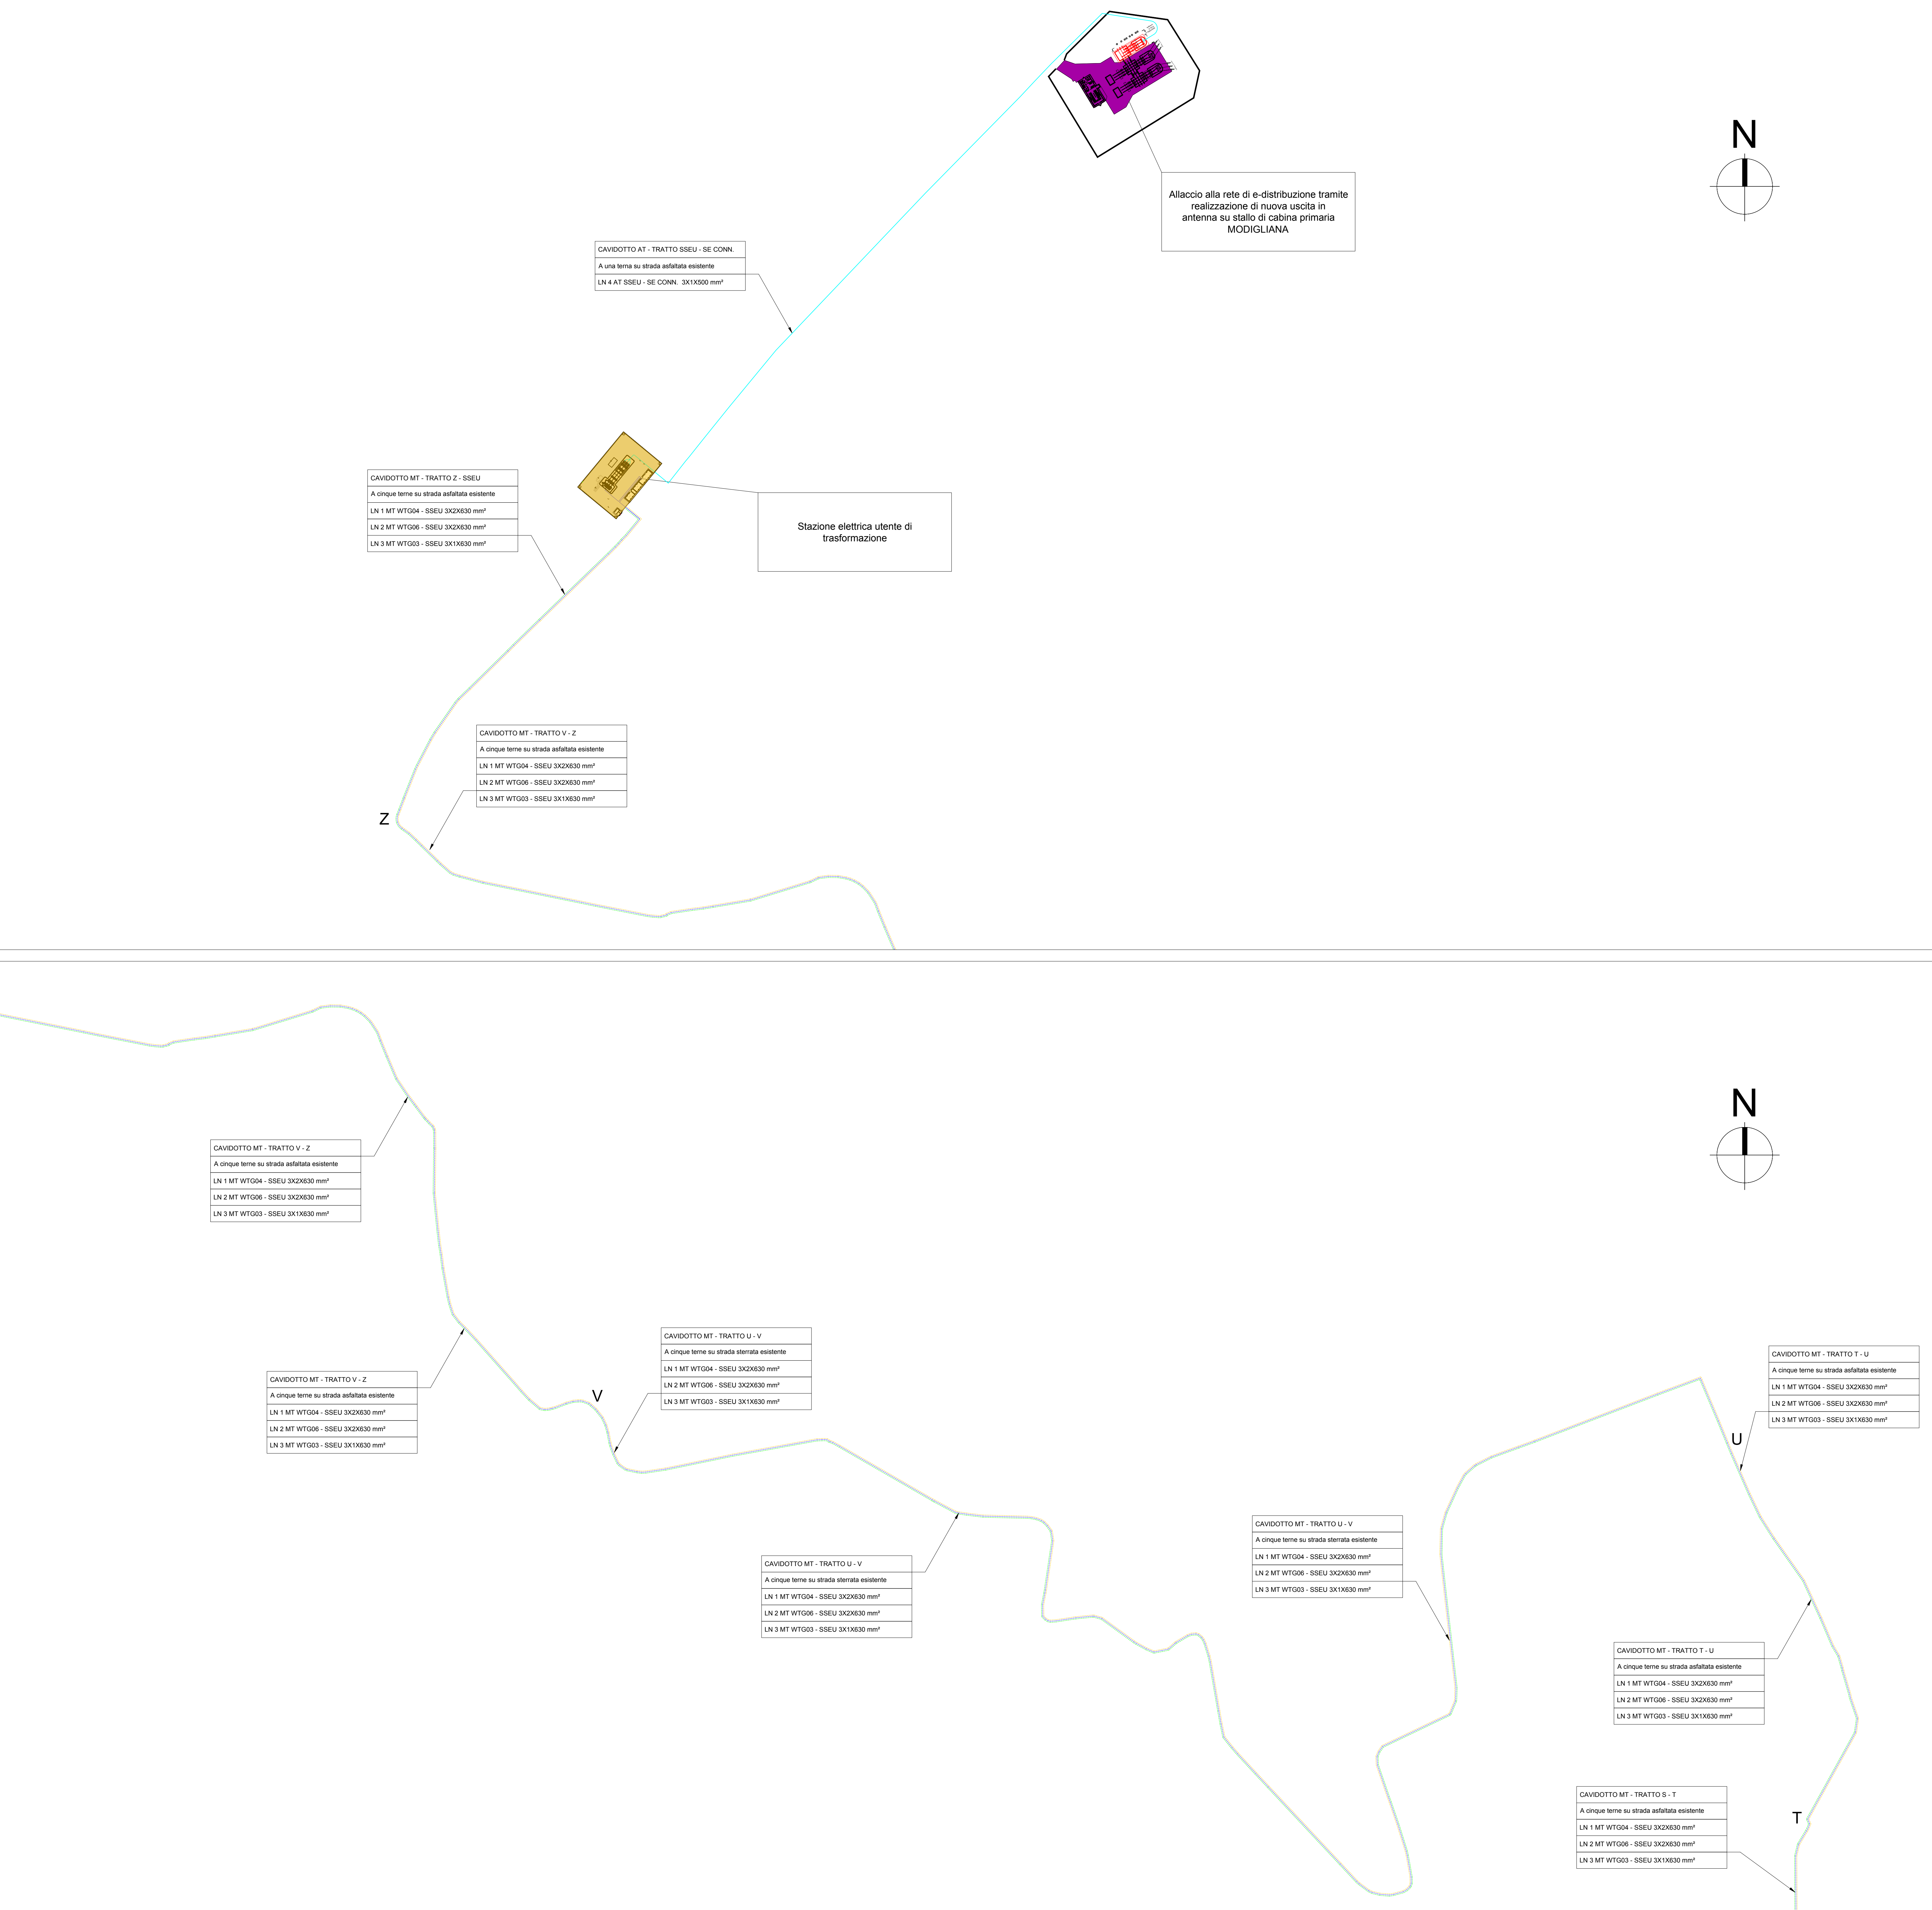 N
Allaccio alla rete di e-distribuzione tramite
realizzazione di nuova uscita in
antenna su stallo di cabina primaria
MODIGLIANA
CAVIDOTTO AT - TRATTO SSEU - SE CONN.
A una terna su strada asfaltata esistente
LN 4 AT SSEU - SE CONN. 3X1X500 mm²
CAVIDOTTO MT - TRATTO Z - SSEU
A cinque terne su strada asfaltata esistente
LN 1 MT WTG04 - SSEU 3X2X630 mm²
LN 2 MT WTG06 - SSEU 3X2X630 mm²
LN 3 MT WTG03 - SSEU 3X1X630 mm²
Stazione elettrica utente di
trasformazione
CAVIDOTTO MT - TRATTO V - Z
A cinque terne su strada asfaltata esistente
LN 1 MT WTG04 - SSEU 3X2X630 mm²
LN 2 MT WTG06 - SSEU 3X2X630 mm²
LN 3 MT WTG03 - SSEU 3X1X630 mm²
Z
N
CAVIDOTTO MT - TRATTO V - Z
A cinque terne su strada asfaltata esistente
LN 1 MT WTG04 - SSEU 3X2X630 mm²
LN 2 MT WTG06 - SSEU 3X2X630 mm²
LN 3 MT WTG03 - SSEU 3X1X630 mm²
CAVIDOTTO MT - TRATTO U - V
A cinque terne su strada sterrata esistente
LN 1 MT WTG04 - SSEU 3X2X630 mm²
LN 2 MT WTG06 - SSEU 3X2X630 mm²
LN 3 MT WTG03 - SSEU 3X1X630 mm²
CAVIDOTTO MT - TRATTO T - U
A cinque terne su strada asfaltata esistente
LN 1 MT WTG04 - SSEU 3X2X630 mm²
LN 2 MT WTG06 - SSEU 3X2X630 mm²
LN 3 MT WTG03 - SSEU 3X1X630 mm²
CAVIDOTTO MT - TRATTO V - Z
A cinque terne su strada asfaltata esistente
LN 1 MT WTG04 - SSEU 3X2X630 mm²
LN 2 MT WTG06 - SSEU 3X2X630 mm²
LN 3 MT WTG03 - SSEU 3X1X630 mm²
V
U
CAVIDOTTO MT - TRATTO U - V
A cinque terne su strada sterrata esistente
LN 1 MT WTG04 - SSEU 3X2X630 mm²
LN 2 MT WTG06 - SSEU 3X2X630 mm²
LN 3 MT WTG03 - SSEU 3X1X630 mm²
CAVIDOTTO MT - TRATTO U - V
A cinque terne su strada sterrata esistente
LN 1 MT WTG04 - SSEU 3X2X630 mm²
LN 2 MT WTG06 - SSEU 3X2X630 mm²
LN 3 MT WTG03 - SSEU 3X1X630 mm²
CAVIDOTTO MT - TRATTO T - U
A cinque terne su strada asfaltata esistente
LN 1 MT WTG04 - SSEU 3X2X630 mm²
LN 2 MT WTG06 - SSEU 3X2X630 mm²
LN 3 MT WTG03 - SSEU 3X1X630 mm²
CAVIDOTTO MT - TRATTO S - T
A cinque terne su strada asfaltata esistente
LN 1 MT WTG04 - SSEU 3X2X630 mm²
LN 2 MT WTG06 - SSEU 3X2X630 mm²
LN 3 MT WTG03 - SSEU 3X1X630 mm²
T